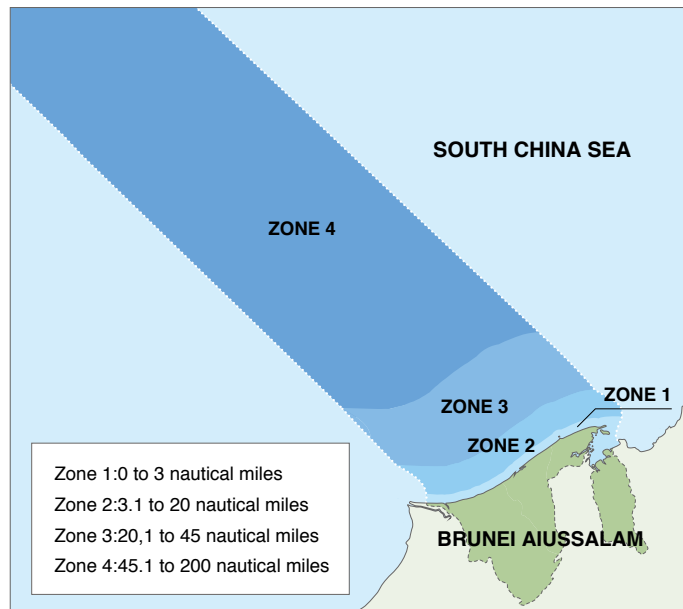 SOUTH CHINA SEA
ZONE 4
ZONE 1
ZONE 3
ZONE 2
BRUNEI AIUSSALAM
Zone 1:0 to 3 nautical miles
Zone 2:3.1 to 20 nautical miles
Zone 3:20,1 to 45 nautical miles
Zone 4:45.1 to 200 nautical miles